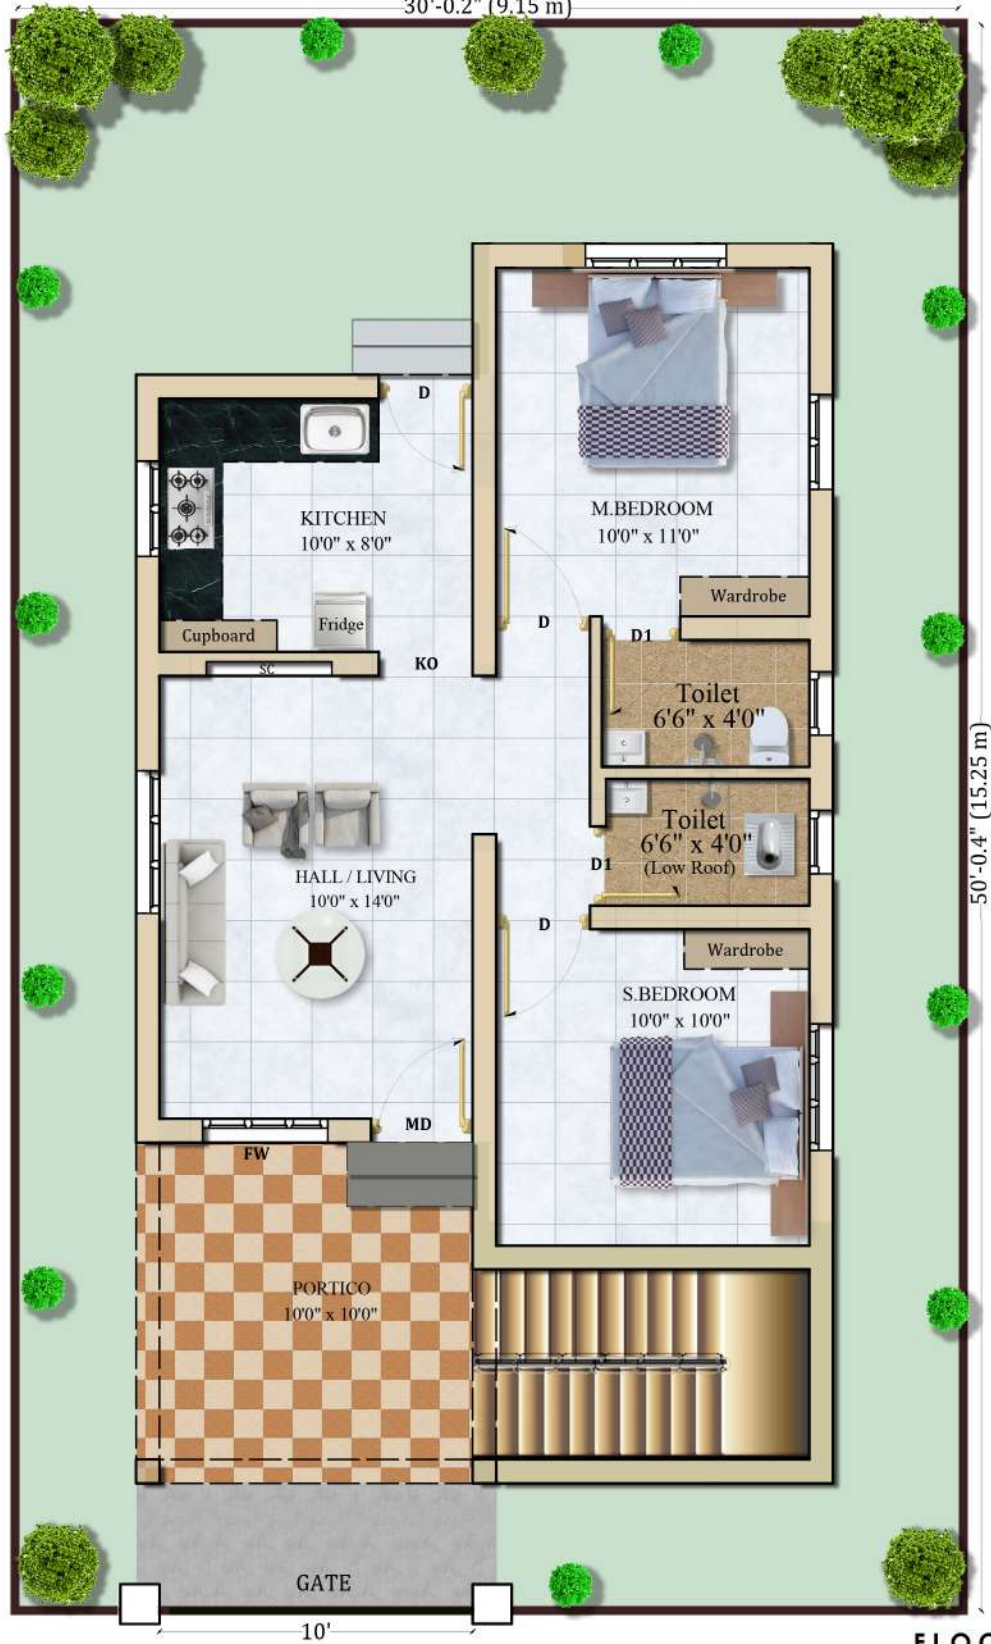 30'-0.2" (9.15 m)
D
KITCHEN
10'0" x 8'0"
M.BEDROOM
10'0" x 11'0"
Wardrobe
Fridge
Cupboard
D
D1
KO
SC
Toilet
6'6" x 4'0"
50'-0.4" (15.25 m)
Toilet
6'6" x 4'0"
(Low Roof)
D1
HALL / LIVING
10'0" x 14'0"
D
Wardrobe
S.BEDROOM
10'0" x 10'0"
MD
FW
PORTICO
10'0" x 10'0"
GATE
10'